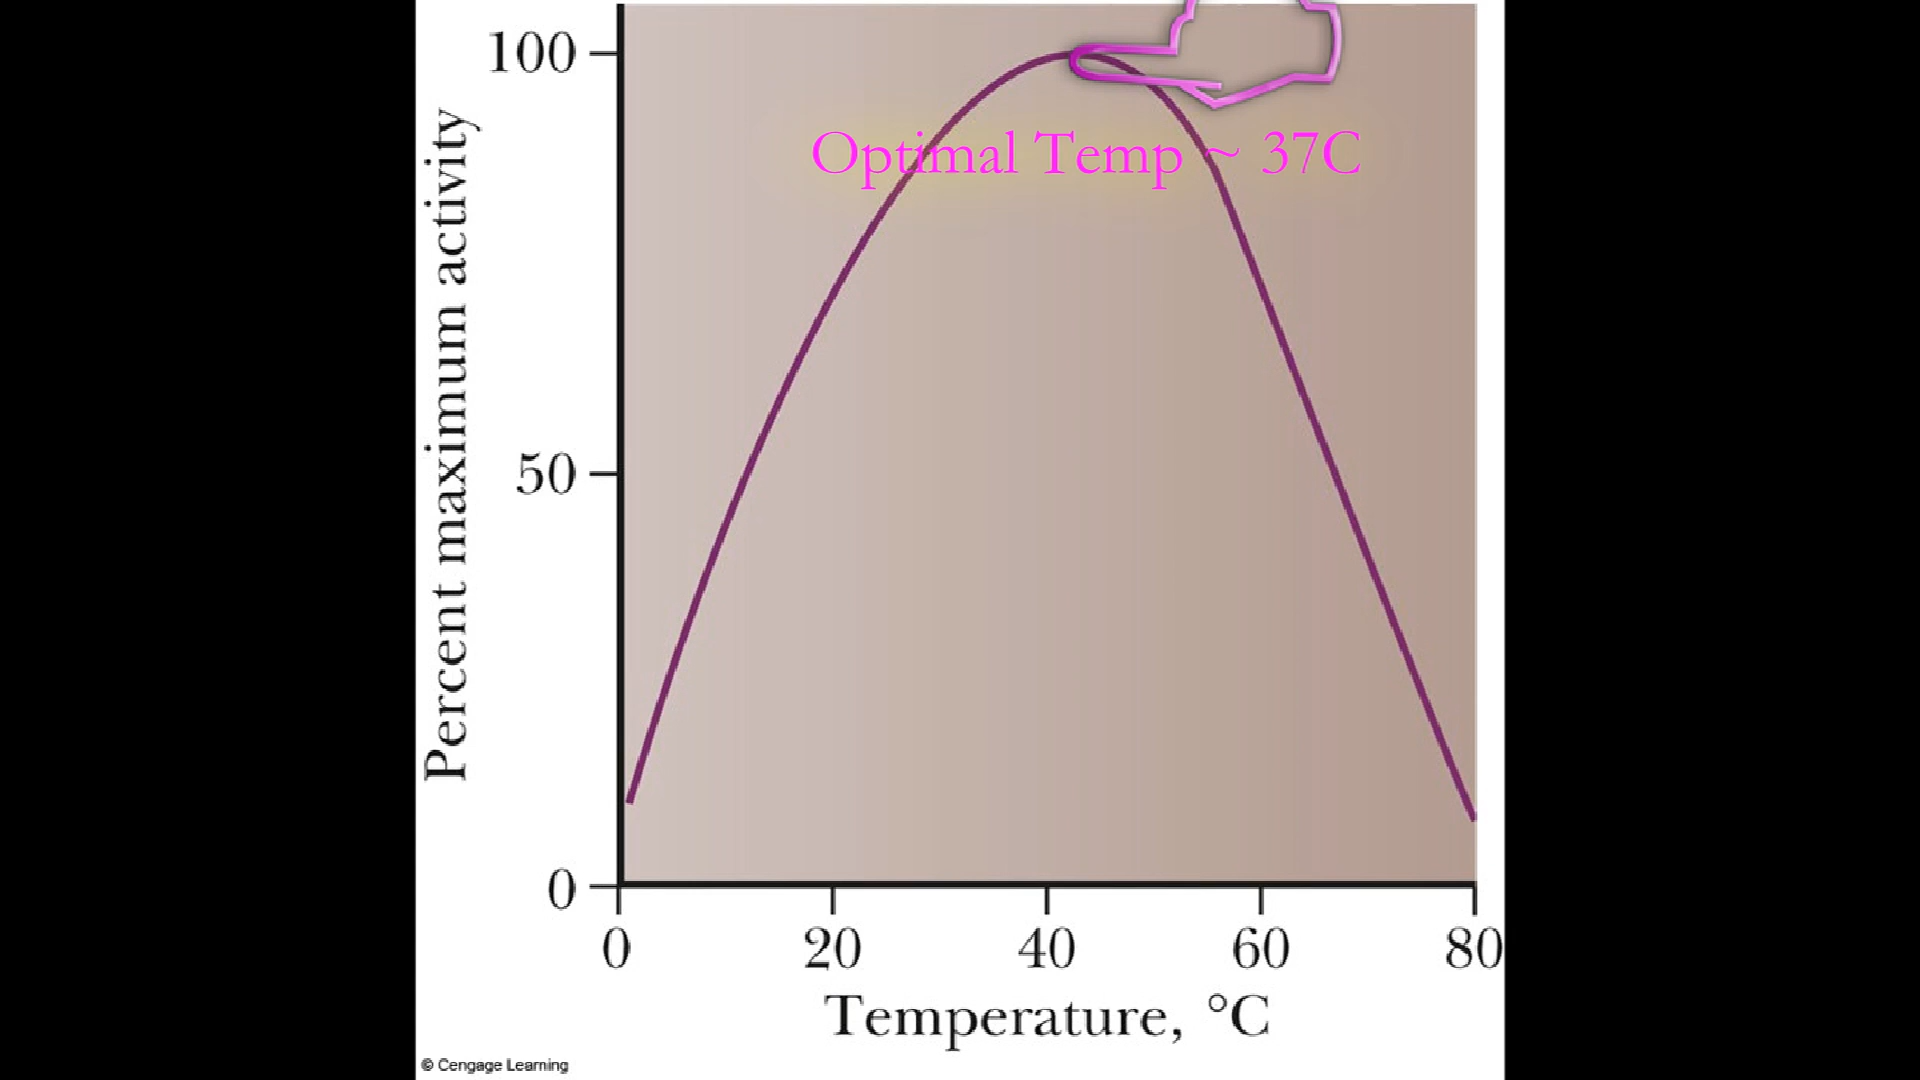 100
Percent maximum activity
Optimal Temp ~ 37C
50
0
0 20 40 60 80
Temperature, °C
© Cengage Learning